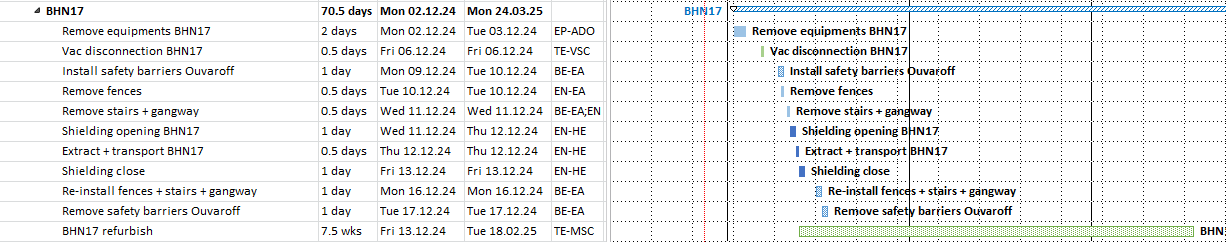 BHN17 70.5 days Mon 02.12.24 Mon 24.03.25 BHN17
Remove equipments BHN17 2 days Mon 02.12.24 Tue 03.12.24 EP-ADO Remove equipments BHN17
Vac disconnection BHN17 0.5 days Fri 06.12.24 Fri 06.12.24 TE-VSC Vac disconnection BHN17
Install safety barriers Ouvaroff 1 day Mon 09.12.24 Tue 10.12.24 BE-EA Install safety barriers Ouvaroff
Remove fences 0.5 days Tue 10.12.24 Tue 10.12.24 EN-EA Remove fences
Remove stairs + gangway 0.5 days Wed 11.12.24 Wed 11.12.24 BE-EA;EN Remove stairs + gangway
Shielding opening BHN17 1 day Wed 11.12.24 Thu 12.12.24 EN-HE Shielding opening BHN17
Extract + transport BHN17 0.5 days Thu 12.12.24 Thu 12.12.24 EN-HE Extract + transport BHN17
Shielding close 1 day Fri 13.12.24 Fri 13.12.24 EN-HE Shielding close
Re-install fences + stairs + gangway 1 day Mon 16.12.24 Mon 16.12.24 BE-EA Re-install fences + stairs + gangway
Remove safety barriers Ouvaroff 1 day Tue 17.12.24 Tue 17.12.24 BE-EA Remove safety barriers Ouvaroff
BHN17 refurbish 7.5 wks Fri 13.12.24 Tue 18.02.25 TE-MSC BHN